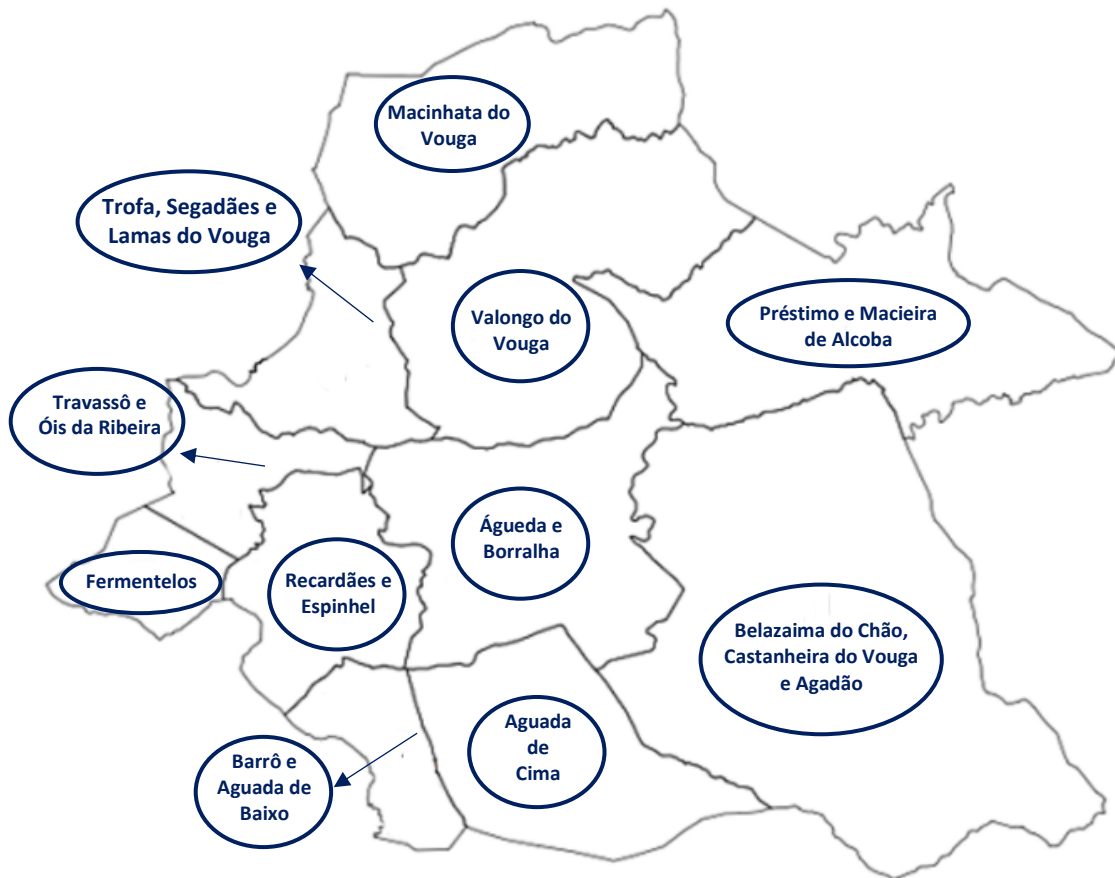 Macinhata do
Vouga
Trofa, Segadães e
Lamas do Vouga
Valongo do
Vouga
Préstimo e Macieira
de Alcoba
Travassô e
Óis da Ribeira
Águeda e
Borralha
Fermentelos
Recardães e
Espinhel
Belazaima do Chão,
Castanheira do Vouga
e Agadão
Aguada
de
Cima
Barrô e
Aguada de
Baixo